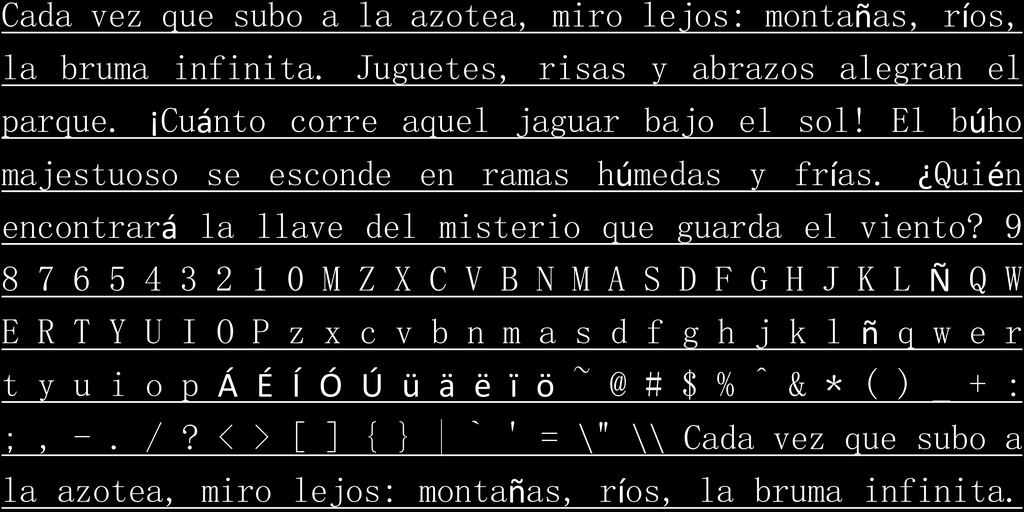 Cada vez que subo a la azotea, miro lejos: montañas, ríos,
la bruma infinita. Juguetes, risas y abrazos alegran el
parque. ¡Cuánto corre aquel jaguar bajo el sol! El búho
majestuoso se esconde en ramas húmedas y frías. ¿Quién
encontrará la llave del misterio que guarda el viento? 9
8 7 6 5 4 3 2 1 0 M Z X C V B N M A S D F G H J K L Ñ Q W
E R T Y U I O P z x c v b n m a s d f g h j k l ñ q w e r
t y u i o p Á É Í Ó Ú ü ä ë ï ö ~ @ # $ % ^ & * ( ) _ + :
; , - . / ? < > [ ] { } | ` ' = \" \\ Cada vez que subo a
la azotea, miro lejos: montañas, ríos, la bruma infinita.